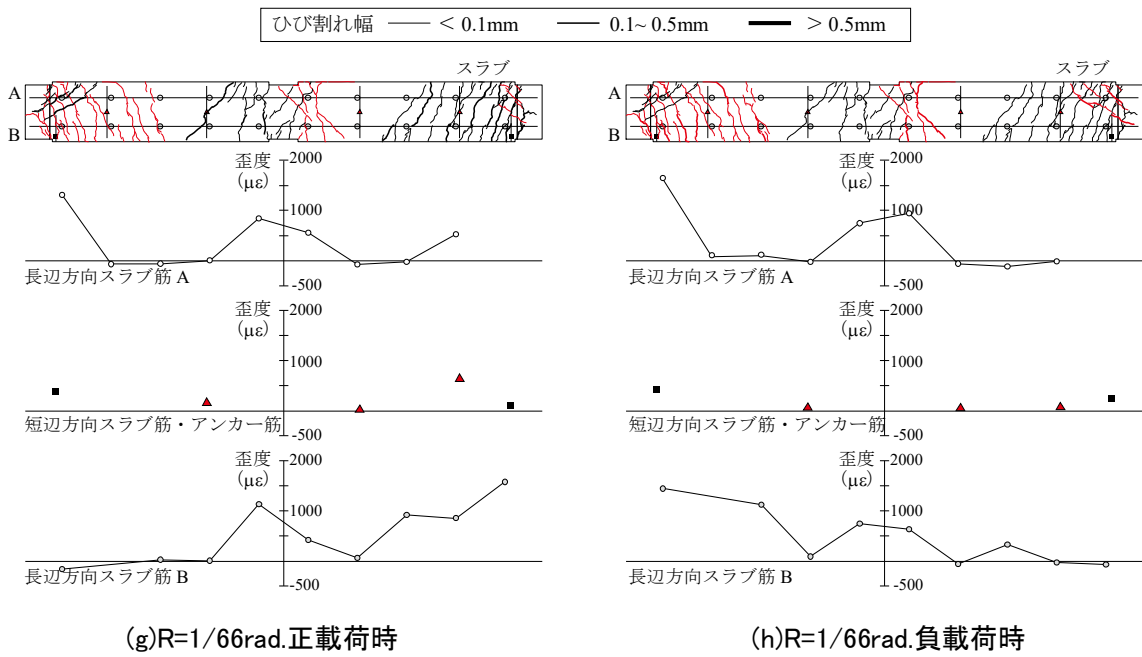 ひび割れ幅 < 0.1mm 0.1~ 0.5mm > 0.5mm
スラブ
A
B
歪度
(με)
2000
1000
-500
長辺方向スラブ筋 A
歪度
(με)
2000
1000
-500
短辺方向スラブ筋・アンカー筋
歪度
(με)
2000
1000
-500
長辺方向スラブ筋 B
(g)R=1/66rad.正載荷時
スラブ
A
B
歪度
(με)
2000
1000
-500
長辺方向スラブ筋 A
歪度
(με)
2000
1000
-500
短辺方向スラブ筋・アンカー筋
歪度
(με)
2000
1000
-500
長辺方向スラブ筋 B
(h)R=1/66rad.負載荷時